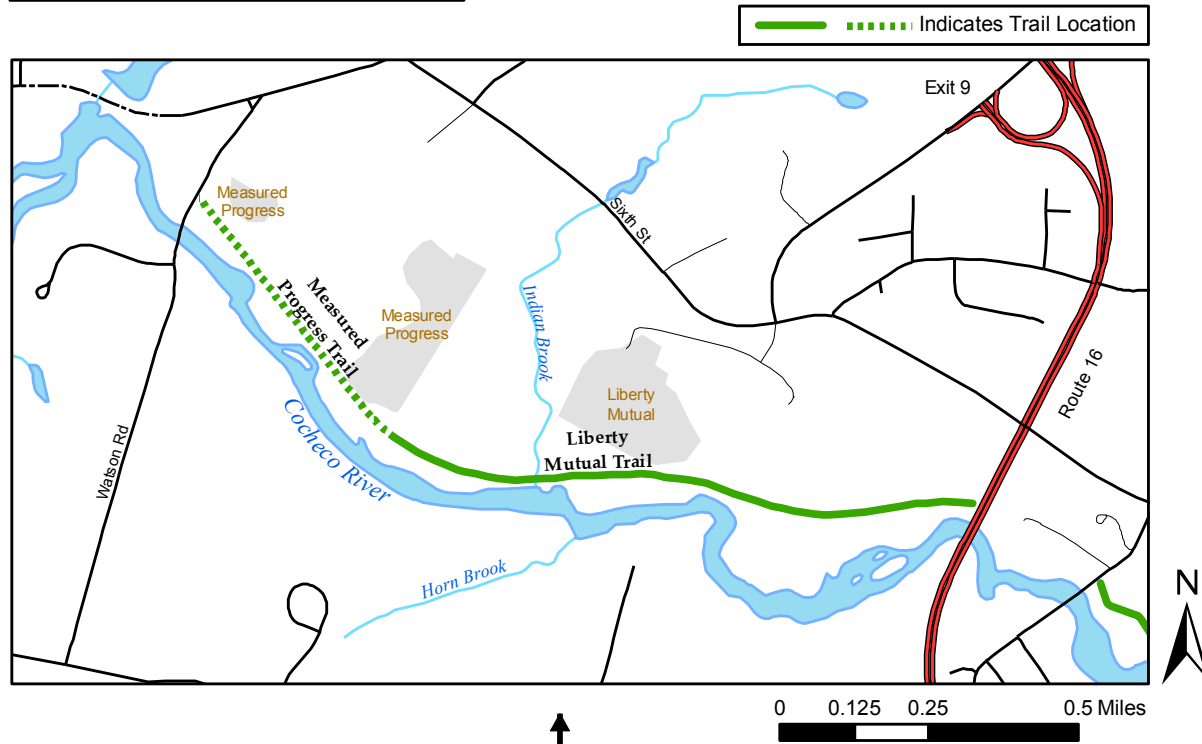 Indicates Trail Location
Exit 9
Measured
Progress
Sixth St
Measured
Progress Trail
Measured
Progress
Indian Brook
Route 16
Liberty
Mutual
Cocheco River
Watson Rd
Liberty
Mutual Trail
Horn Brook
N
0 0.125 0.25 0.5 Miles